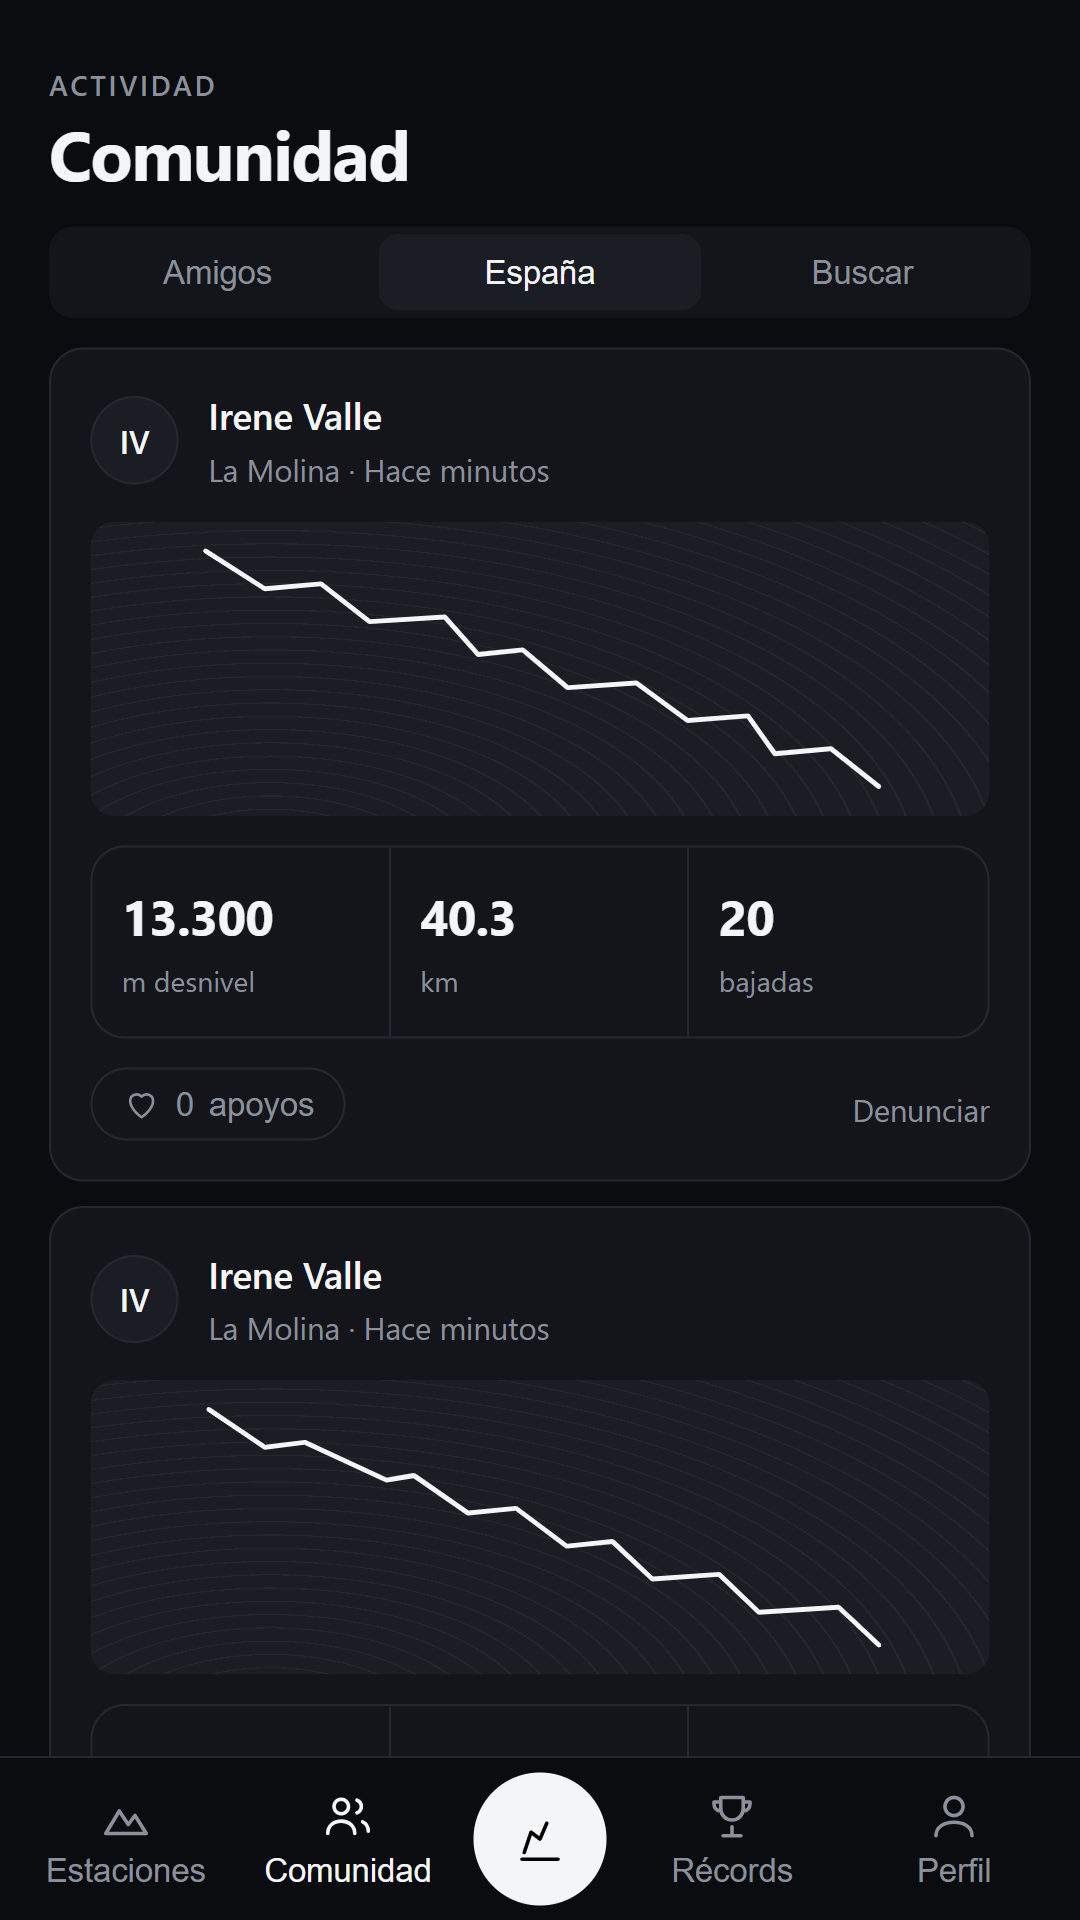 ACTIVIDAD
Comunidad
Amigos España Buscar
IV
Irene Valle
La Molina · Hace minutos
13.300 40.3 20
m desnivel km bajadas
0 apoyos Denunciar
IV
Irene Valle
La Molina · Hace minutos
Estaciones Comunidad Récords Perfil